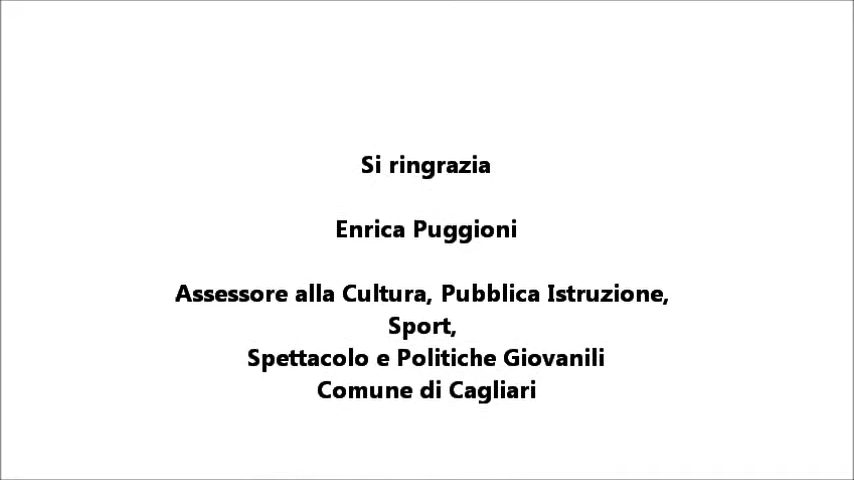 Si ringrazia
Enrica Puggioni
Assessore alla Cultura, Pubblica Istruzione,
Sport,
Spettacolo e Politiche Giovanili
Comune di Cagliari